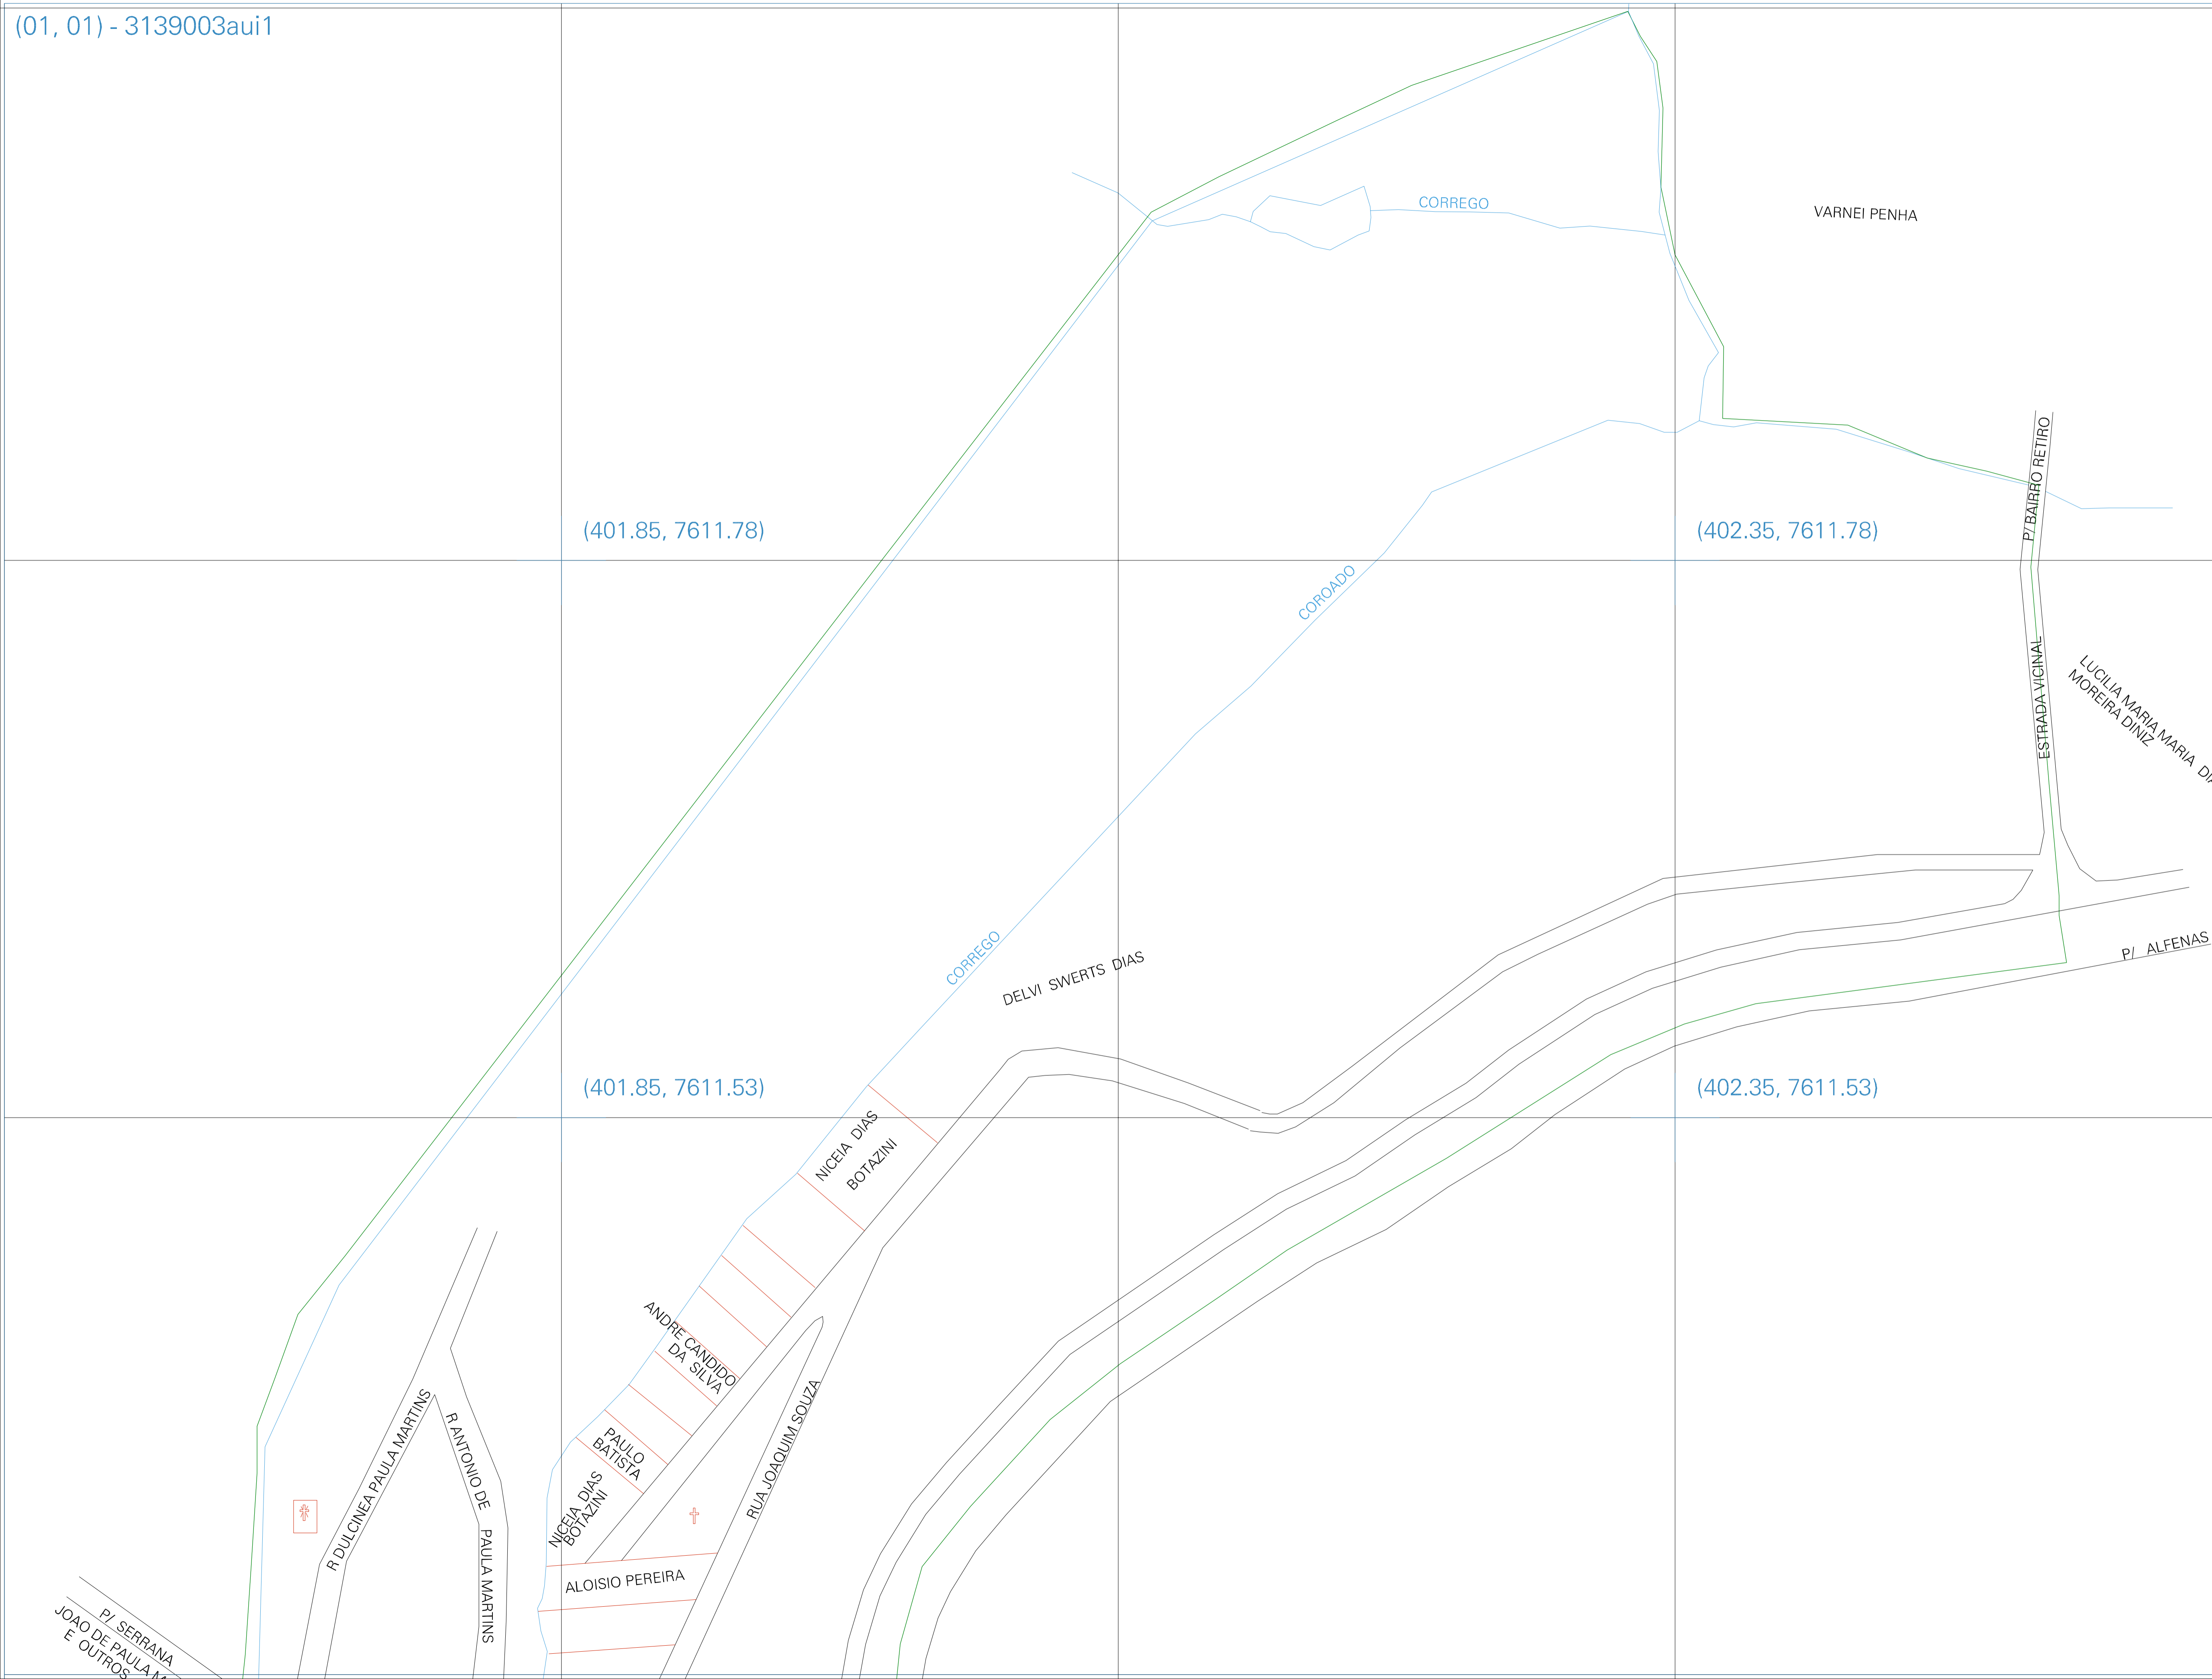 (01, 01) - 3139003aui1
CORREGO
VARNEI PENHA
P/ BAIRRO RETIRO
(401.85, 7611.78)
(402.35, 7611.78)
COROADO
ESTRADA VICINAL
LUCILIA MARIA MARIA
MOREIRA DINIZ
CORREGO
DELVI SWERTS DIAS
P/ ALFENAS
(401.85, 7611.53)
(402.35, 7611.53)
NICEIA DIAS
BOTAZINI
ANDRE CANDIDO
DA SILVA
R DULCINEA PAULA MARTINS
R ANTONIO DE
PAULA MARTINS
PAULO
BATISTA
RUA JOAQUIM SOUZA
NICEIA DIAS
BOTAZINI
ALOISIO PEREIRA
P/ SERRANA
JOAO DE PAULA
E OUTROS